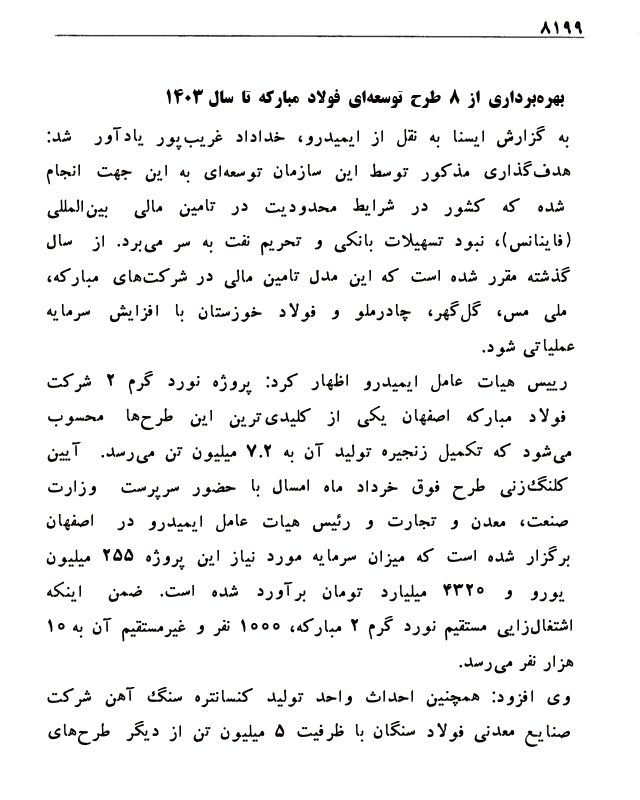 ۸۱۹۹
بهره‌برداری از ۸ طرح توسعه‌ای فولاد مبارکه تا سال ۱۴۰۳
به گزارش ایسنا به نقل از ایمیدرو، خداداد غریب‌پور یادآور شد:
هدف‌گذاری مذکور توسط این سازمان توسعه‌ای به این جهت انجام
شده که کشور در شرایط محدودیت در تامین مالی بین‌المللی
(فاینانس)، نبود تسهیلات بانکی و تحریم نفت به سر می‌برد. از سال
گذشته مقرر شده است که این مدل تامین مالی در شرکت‌های مبارکه،
ملی مس، گل‌گهر، چادرملو و فولاد خوزستان با افزایش سرمایه
عملیاتی شود.
رییس هیات عامل ایمیدرو اظهار کرد: پروژه نورد گرم ۲ شرکت
فولاد مبارکه اصفهان یکی از کلیدی‌ترین این طرح‌ها محسوب
می‌شود که تکمیل زنجیره تولید آن به ۷.۲ میلیون تن می‌رسد. آیین
کلنگ‌زنی طرح فوق خرداد ماه امسال با حضور سرپرست وزارت
صنعت، معدن و تجارت و رئیس هیات عامل ایمیدرو در اصفهان
برگزار شده است که میزان سرمایه مورد نیاز این پروژه ۲۵۵ میلیون
یورو و ۴۳۲۰ میلیارد تومان برآورد شده است. ضمن اینکه
اشتغال‌زایی مستقیم نورد گرم ۲ مبارکه، ۱۰۰۰ نفر و غیرمستقیم آن به ۱۰
هزار نفر می‌رسد.
وی افزود: همچنین احداث واحد تولید کنسانتره سنگ آهن شرکت
صنایع معدنی فولاد سنگان با ظرفیت ۵ میلیون تن از دیگر طرح‌های